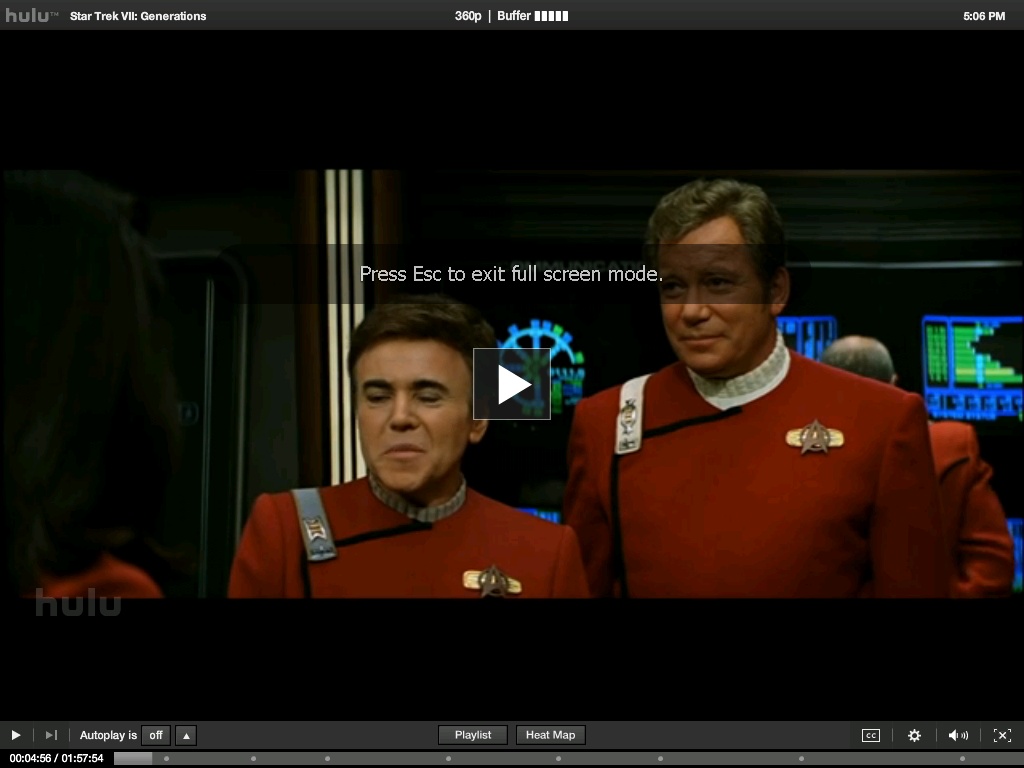 hulu™ Star Trek VII: Generations 360p | Buffer 5:06 PM
Press Esc to exit full screen mode.
hulu
Autoplay is off ▲ Playlist Heat Map CC
00:04:56 / 01:57:54